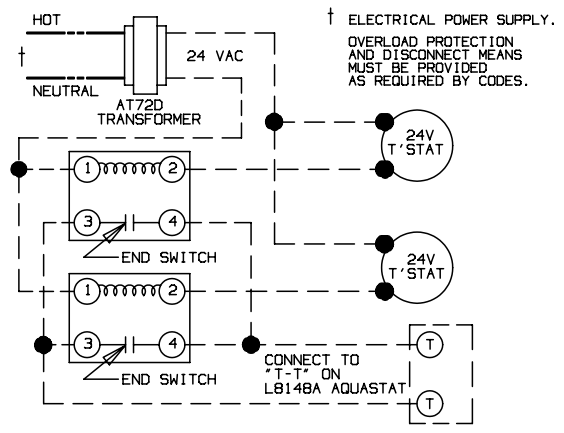 HOT
† ELECTRICAL POWER SUPPLY.
OVERLOAD PROTECTION
AND DISCONNECT MEANS
MUST BE PROVIDED
AS REQUIRED BY CODES.
†
24 VAC
NEUTRAL
AT72D
TRANSFORMER
24V
T'STAT
1
2
3
4
END SWITCH
24V
T'STAT
1
2
3
4
END SWITCH
CONNECT TO
"T-T" ON
L8148A AQUASTAT
T
T